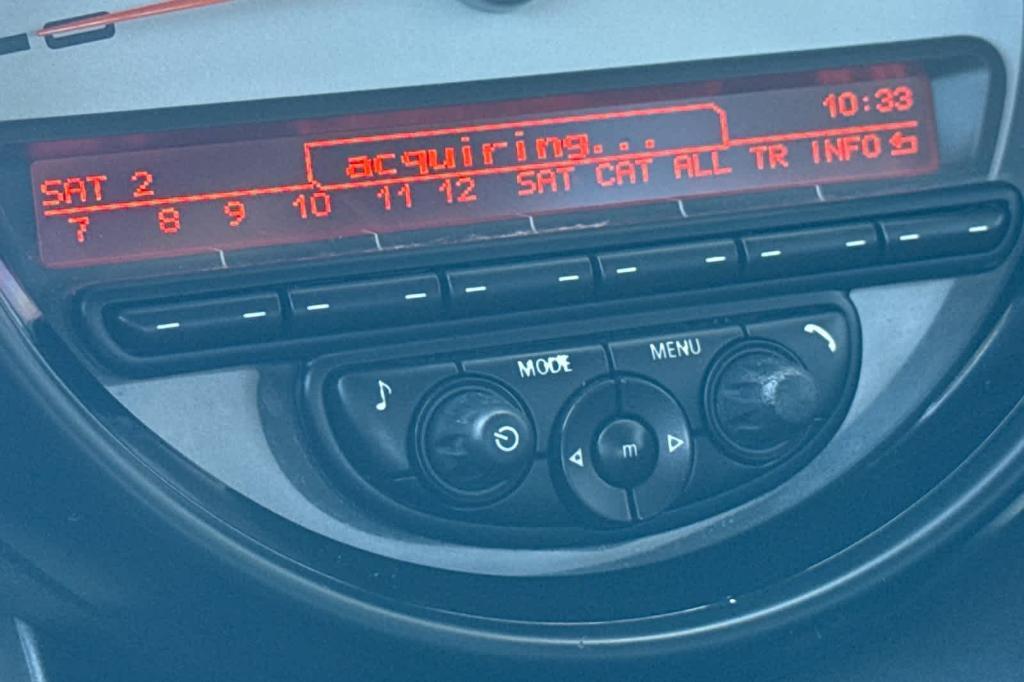 10:33
acquiring...
SAT 2
7 8 9 10 11 12 SAT CAT ALL TR INFO
MODE MENU
m